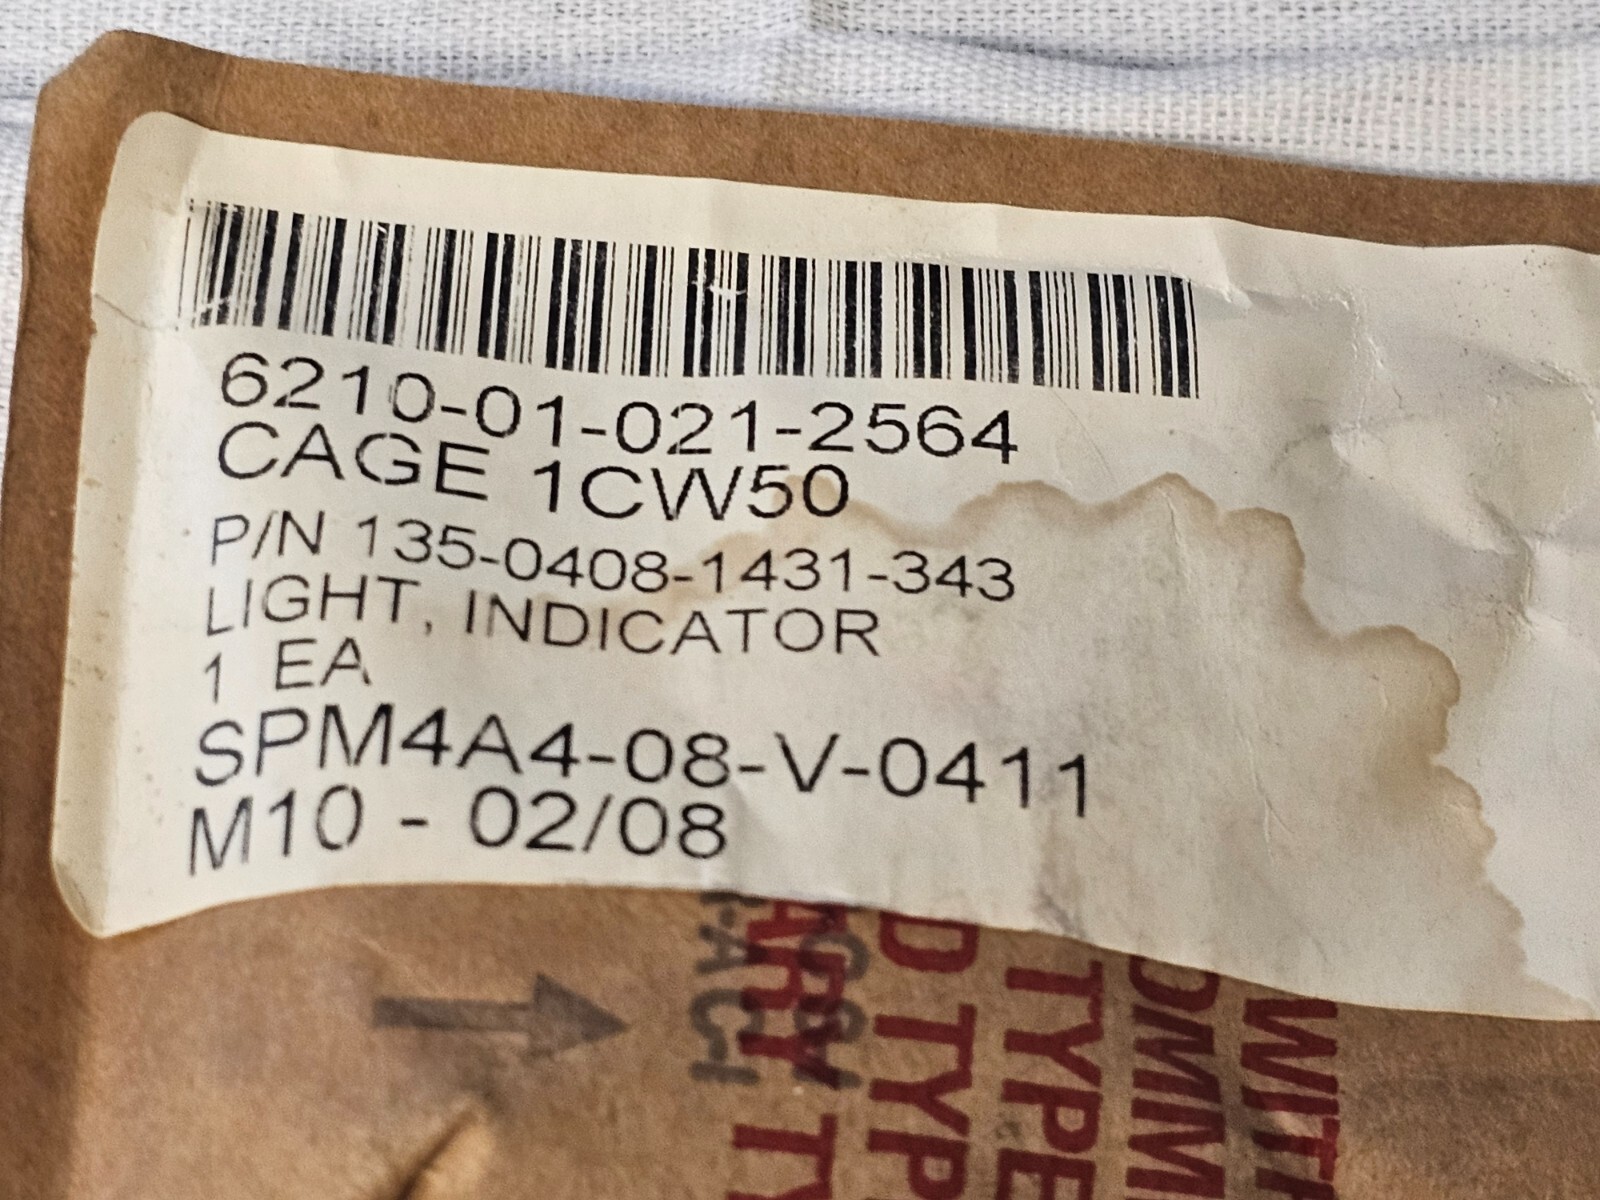 6210-01-021-2564
CAGE 1CW50
P/N 135-0408-1431-343
LIGHT, INDICATOR
1 EA
SPM4A4-08-V-0411
M10 - 02/08
TYPE